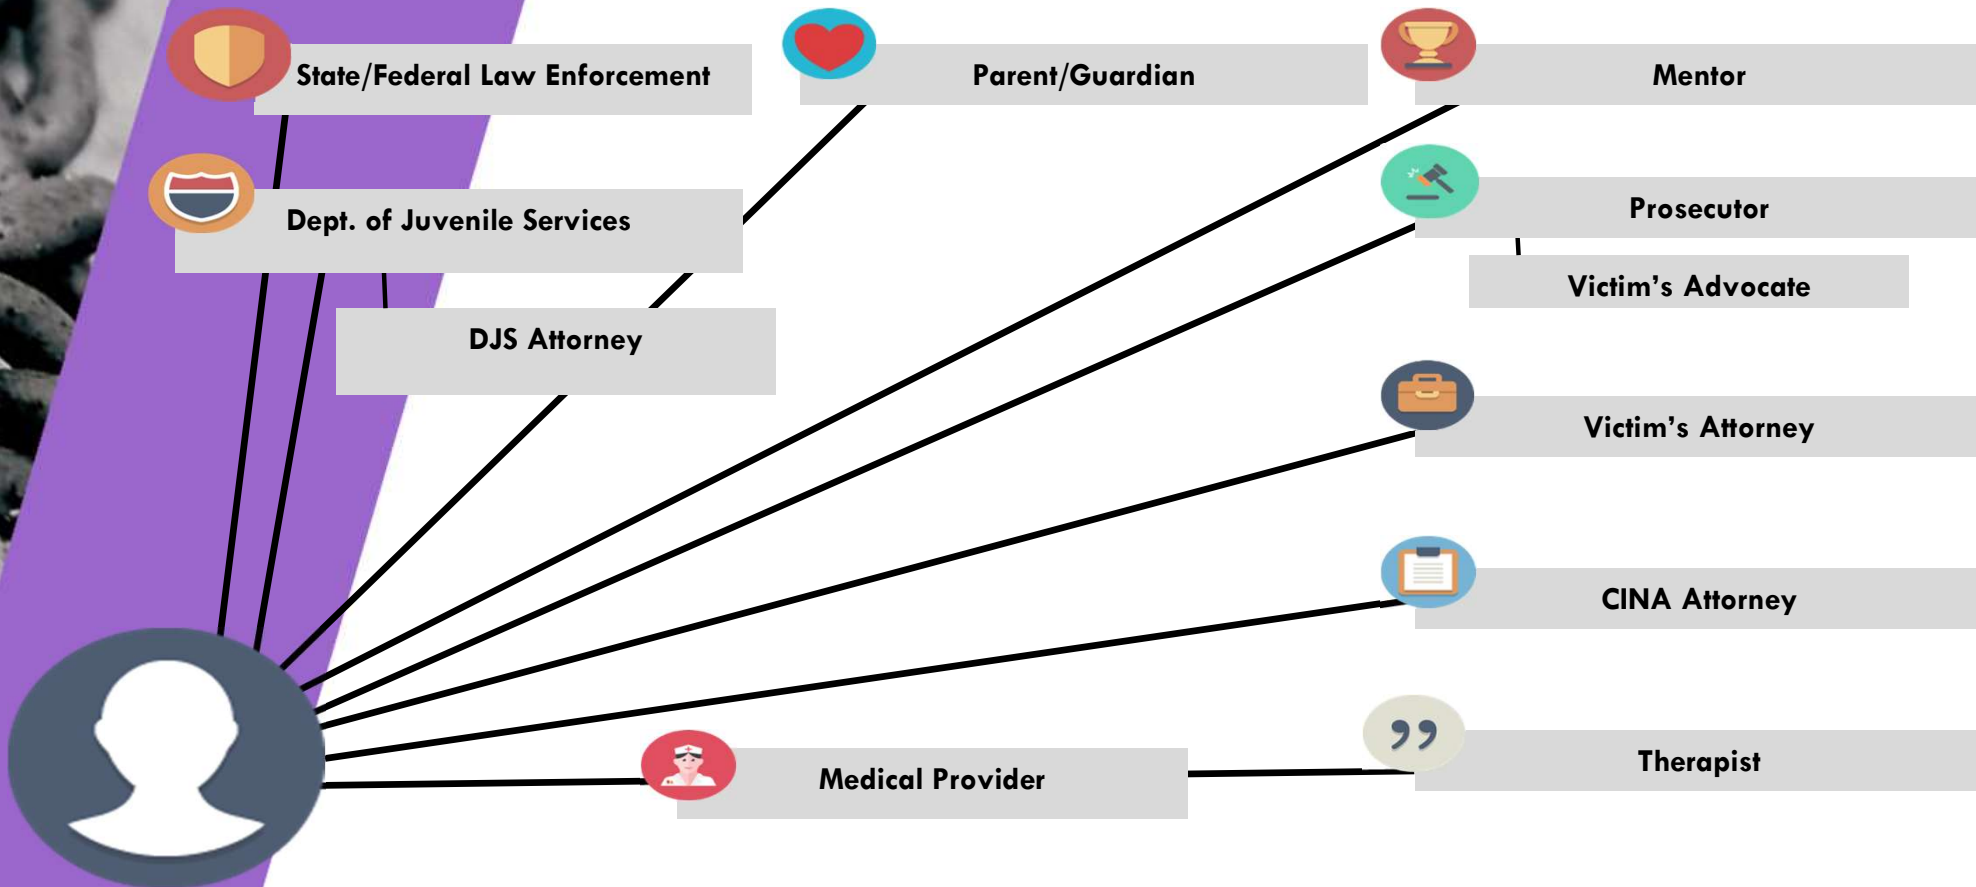 State/Federal Law Enforcement
Parent/Guardian
Mentor
Dept. of Juvenile Services
Prosecutor
Victim’s Advocate
DJS Attorney
Victim’s Attorney
CINA Attorney
Medical Provider
Therapist